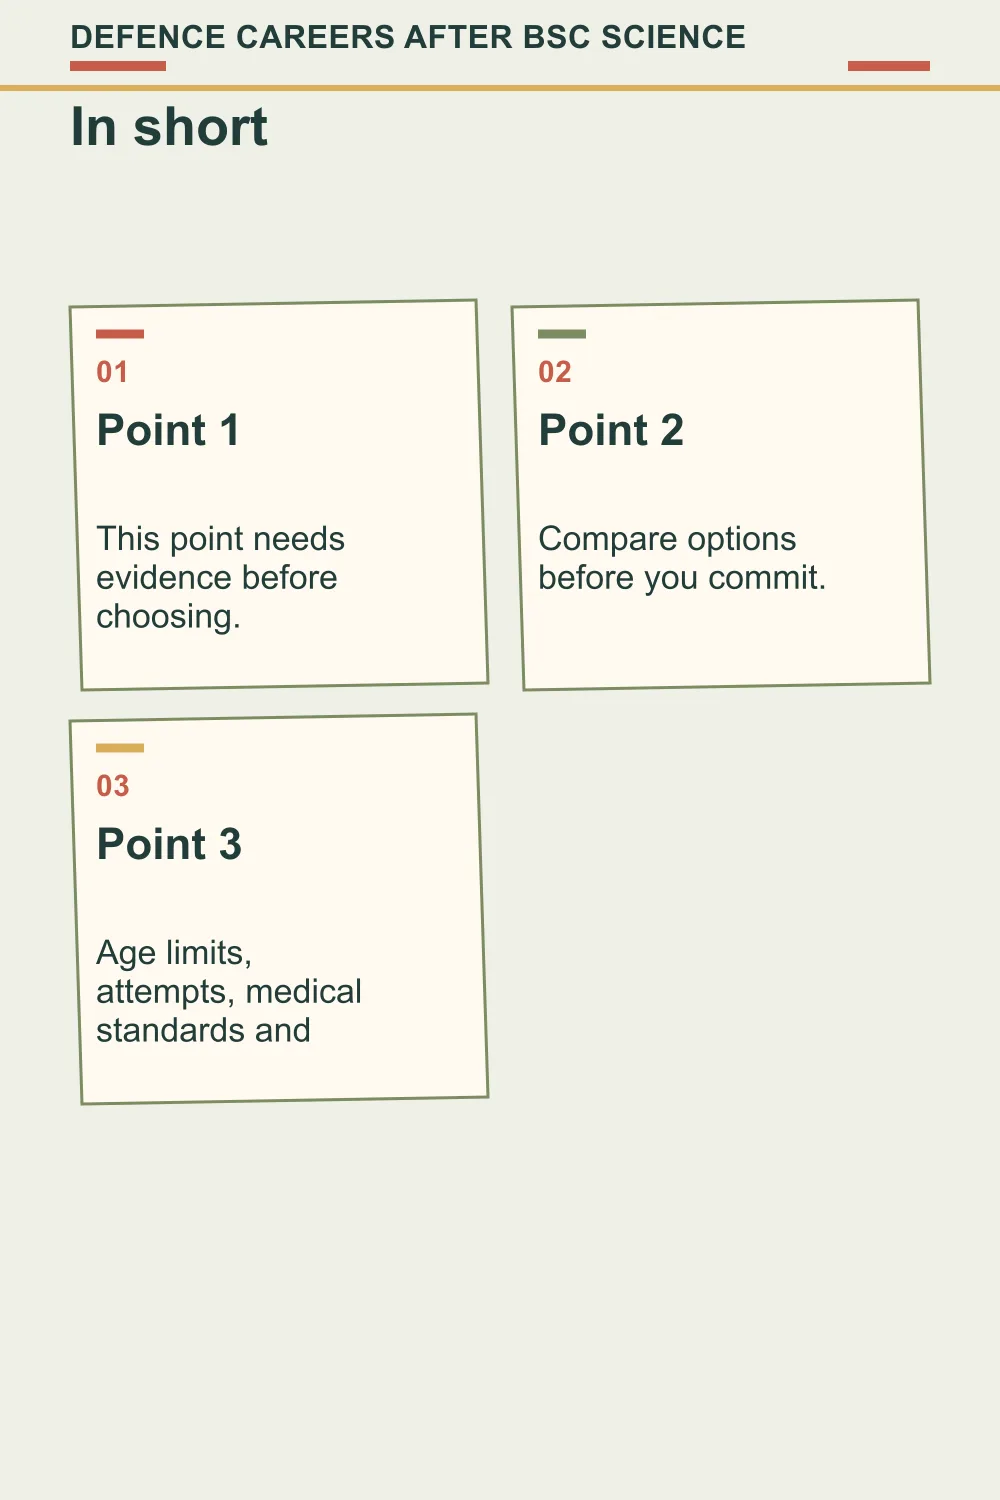 DEFENCE CAREERS AFTER BSC SCIENCE
In short
01
Point 1
This point needs
evidence before
choosing.
02
Point 2
Compare options
before you commit.
03
Point 3
Age limits,
attempts, medical
standards and